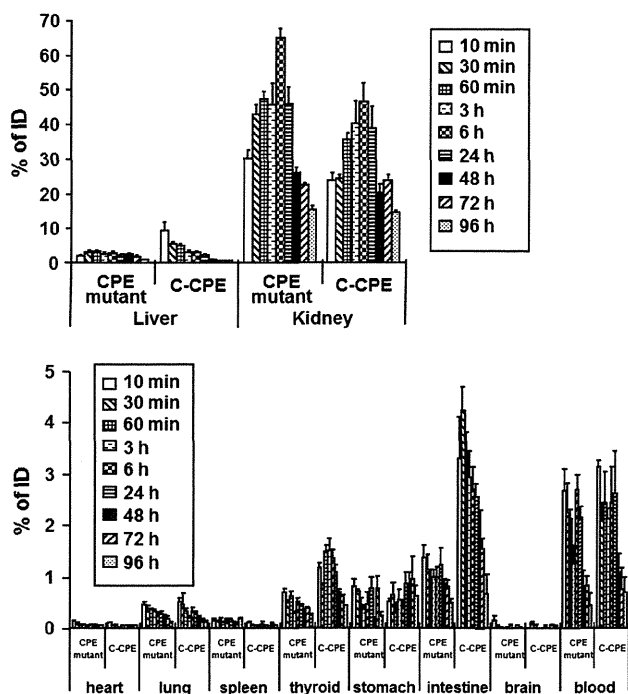 70
60
50
40
30
20
10
0
% of ID
10 min
30 min
60 min
3 h
6 h
24 h
48 h
72 h
96 h
CPE mutant C-CPE CPE mutant C-CPE
Liver Kidney
5
4
3
2
1
0
% of ID
10 min
30 min
60 min
3 h
6 h
24 h
48 h
72 h
96 h
CPE mutant C-CPE CPE mutant C-CPE CPE mutant C-CPE CPE mutant C-CPE CPE mutant C-CPE CPE mutant C-CPE CPE mutant C-CPE CPE mutant C-CPE
heart lung spleen thyroid stomach intestine brain blood